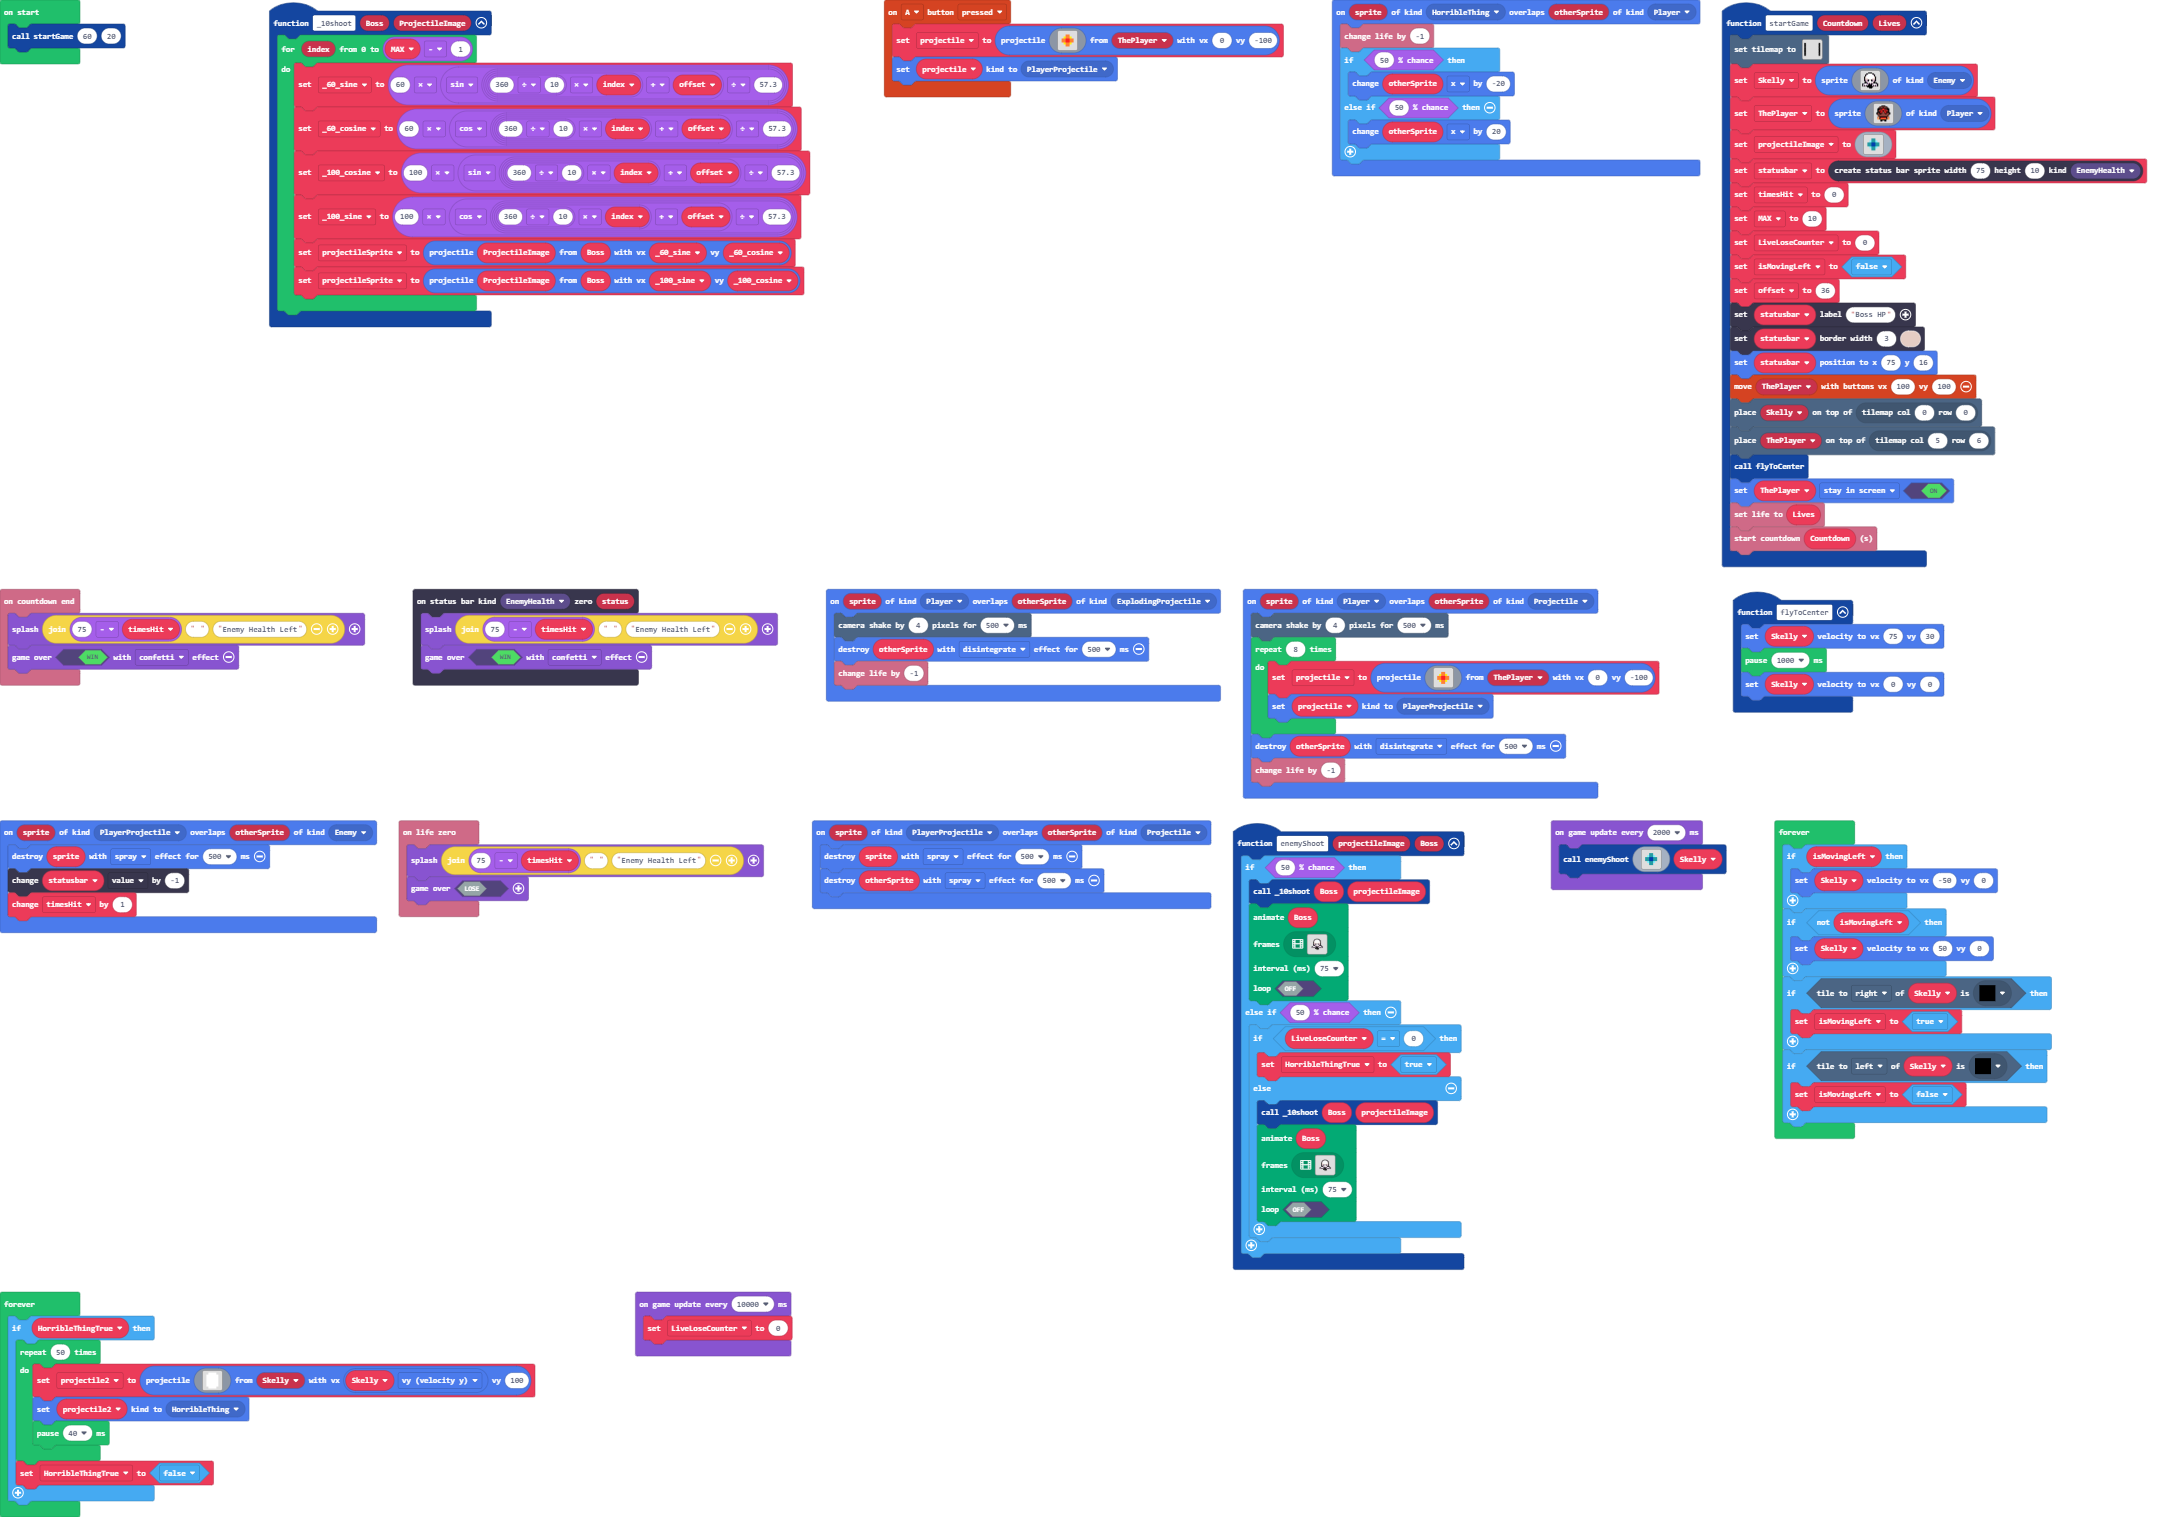 on start
call startGame 60 20
function _10shoot Boss ProjectileImage
for index from 0 to MAX - 1
do
set _60_sine to 60 × sin 360 ÷ 10 × index + offset ÷ 57.3
set _60_cosine to 60 × cos 360 ÷ 10 × index + offset ÷ 57.3
set _100_cosine to 100 × sin 360 ÷ 10 × index + offset ÷ 57.3
set _100_sine to 100 × cos 360 ÷ 10 × index + offset ÷ 57.3
set projectileSprite to projectile ProjectileImage from Boss with vx _60_sine vy _60_cosine
set projectileSprite to projectile ProjectileImage from Boss with vx _100_sine vy _100_cosine
on A button pressed
set projectile to projectile from ThePlayer with vx 0 vy -100
set projectile kind to PlayerProjectile
on sprite of kind HorribleThing overlaps otherSprite of kind Player
change life by -1
if 50 % chance then
change otherSprite x by -20
else if 50 % chance then
change otherSprite x by 20
function startGame Countdown Lives
set tilemap to
set Skelly to sprite of kind Enemy
set ThePlayer to sprite of kind Player
set projectileImage to
set statusbar to create status bar sprite width 75 height 10 kind EnemyHealth
set timesHit to 0
set MAX to 10
set LiveLoseCounter to 0
set isMovingLeft to false
set offset to 36
set statusbar label "Boss HP"
set statusbar border width 3
set statusbar position to x 75 y 16
move ThePlayer with buttons vx 100 vy 100
place Skelly on top of tilemap col 0 row 0
place ThePlayer on top of tilemap col 5 row 6
call flyToCenter
set ThePlayer stay in screen ON
set life to Lives
start countdown Countdown (s)
on countdown end
splash join 75 - timesHit " " "Enemy Health Left"
game over WIN with confetti effect
on status bar kind EnemyHealth zero status
splash join 75 - timesHit " " "Enemy Health Left"
game over WIN with confetti effect
on sprite of kind Player overlaps otherSprite of kind ExplodingProjectile
camera shake by 4 pixels for 500 ms
destroy otherSprite with disintegrate effect for 500 ms
change life by -1
on sprite of kind Player overlaps otherSprite of kind Projectile
camera shake by 4 pixels for 500 ms
repeat 8 times
do
set projectile to projectile from ThePlayer with vx 0 vy -100
set projectile kind to PlayerProjectile
destroy otherSprite with disintegrate effect for 500 ms
change life by -1
function flyToCenter
set Skelly velocity to vx 75 vy 30
pause 1000 ms
set Skelly velocity to vx 0 vy 0
on sprite of kind PlayerProjectile overlaps otherSprite of kind Enemy
destroy sprite with spray effect for 500 ms
change statusbar value by -1
change timesHit by 1
on life zero
splash join 75 - timesHit " " "Enemy Health Left"
game over LOSE
on sprite of kind PlayerProjectile overlaps otherSprite of kind Projectile
destroy sprite with spray effect for 500 ms
destroy otherSprite with spray effect for 500 ms
function enemyShoot projectileImage Boss
if 50 % chance then
call _10shoot Boss projectileImage
animate Boss
frames
interval (ms) 75
loop OFF
else if 50 % chance then
if LiveLoseCounter = 0 then
set HorribleThingTrue to true
else
call _10shoot Boss projectileImage
animate Boss
frames
interval (ms) 75
loop OFF
on game update every 2000 ms
call enemyShoot Skelly
forever
if isMovingLeft then
set Skelly velocity to vx -50 vy 0
if not isMovingLeft then
set Skelly velocity to vx 50 vy 0
if tile to right of Skelly is then
set isMovingLeft to true
if tile to left of Skelly is then
set isMovingLeft to false
forever
if HorribleThingTrue then
repeat 50 times
do
set projectile2 to projectile from Skelly with vx Skelly vy (velocity y) vy 100
set projectile2 kind to HorribleThing
pause 40 ms
set HorribleThingTrue to false
on game update every 10000 ms
set LiveLoseCounter to 0